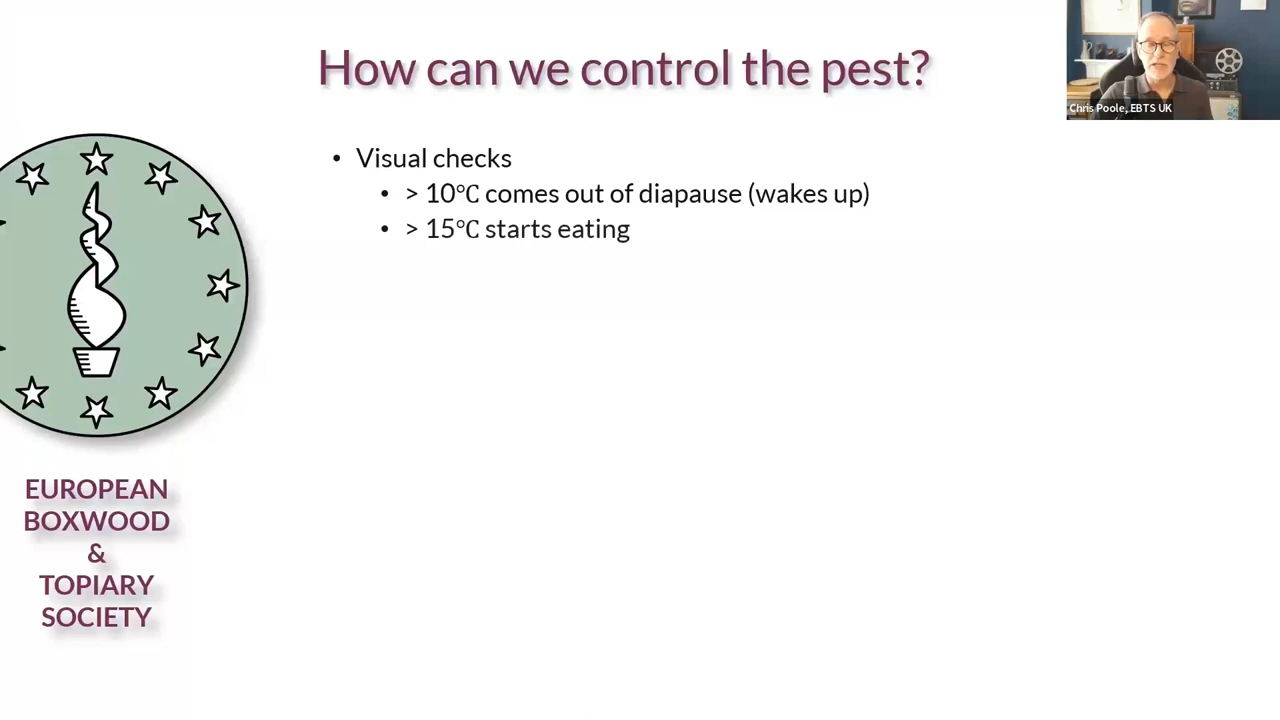 How can we control the pest?
Chris Poole, EBTS UK
• Visual checks
• > 10℃ comes out of diapause (wakes up)
• > 15℃ starts eating
EUROPEAN
BOXWOOD
&
TOPIARY
SOCIETY